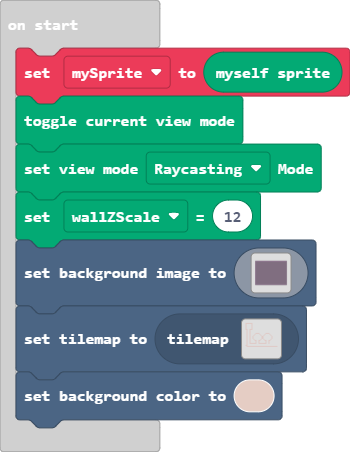 on start
set mySprite to myself sprite
toggle current view mode
set view mode Raycasting Mode
set wallZScale = 12
set background image to
set tilemap to tilemap
set background color to